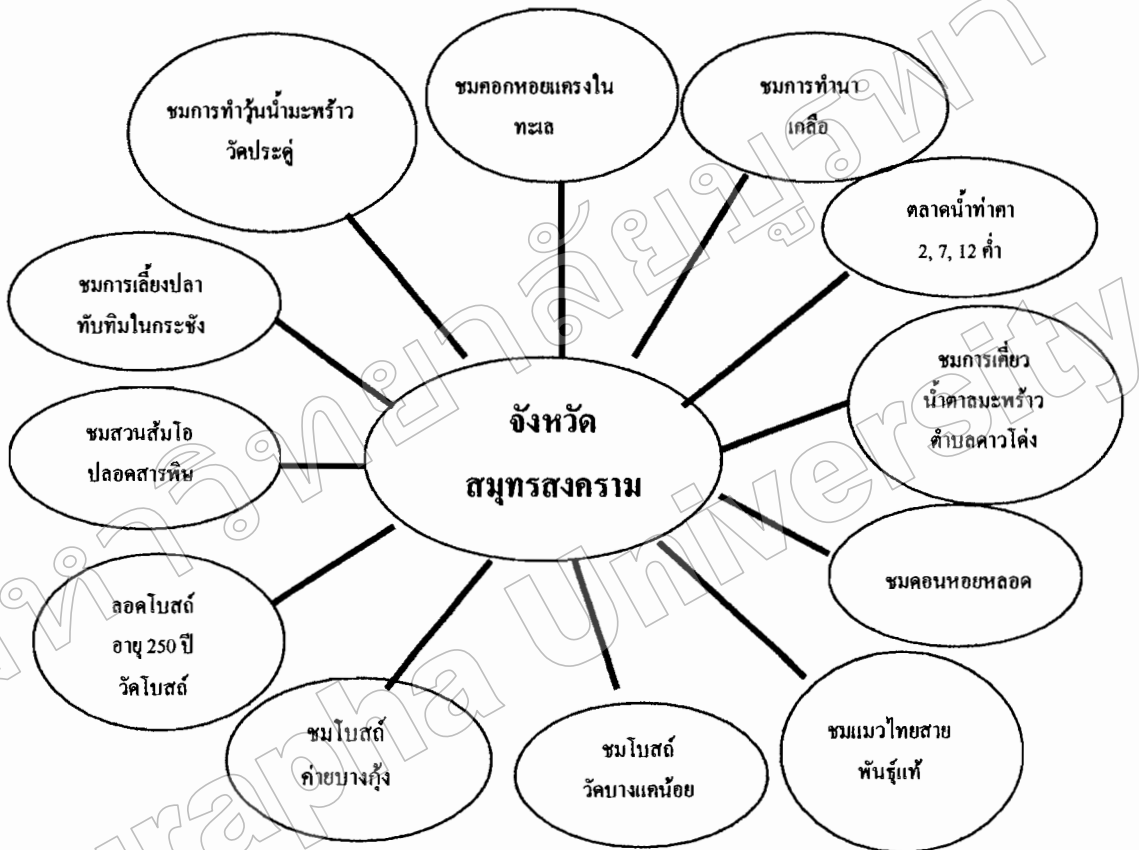 ชมการทำวุ้นน้ำมะพร้าว
วัดประดู่
ชมคอกหอยแครงใน
ทะเล
ชมการทำนา
เกลือ
ตลาดน้ำท่าคา
2, 7, 12 ค่ำ
ชมการเลี้ยงปลา
ทับทิมในกระชัง
ชมการเคี่ยว
น้ำตาลมะพร้าว
ตำบลดาวโด่ง
จังหวัด
สมุทรสงคราม
ชมสวนส้มโอ
ปลอดสารพิษ
ชมดอนหอยหลอด
ลอดโบสถ์
อายุ 250 ปี
วัดโบสถ์
ชมโบสถ์
ค่ายบางกุ้ง
ชมโบสถ์
วัดบางแคน้อย
ชมแมวไทยสาย
พันธุ์แท้
Burapha University